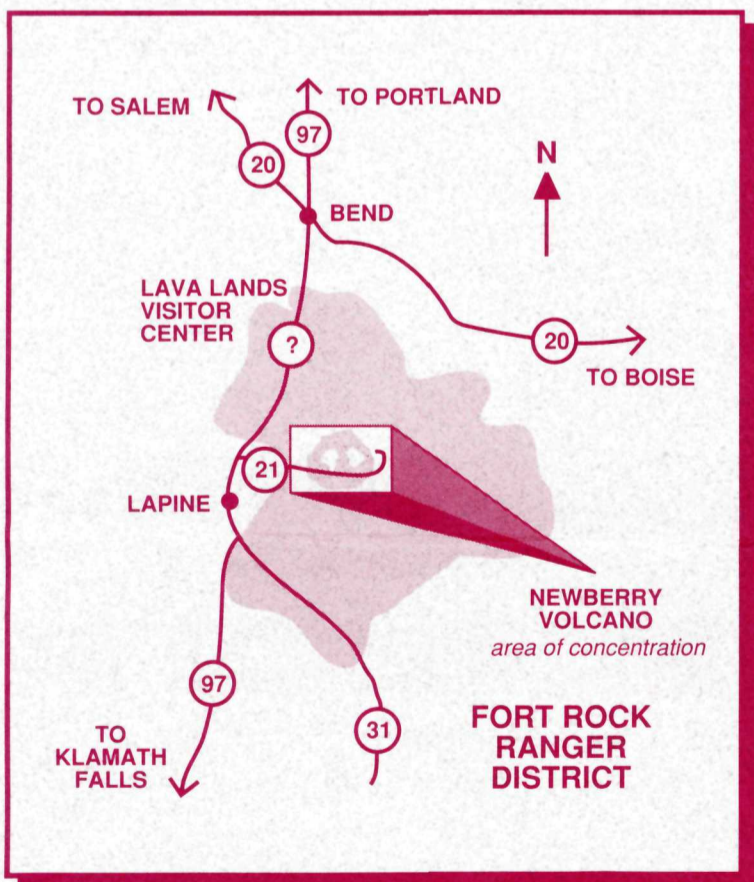 TO SALEM
TO PORTLAND
97
20
N
BEND
LAVA LANDS
VISITOR
CENTER
?
20
TO BOISE
21
LAPINE
NEWBERRY
VOLCANO
area of concentration
97
TO
KLAMATH
FALLS
31
FORT ROCK
RANGER
DISTRICT